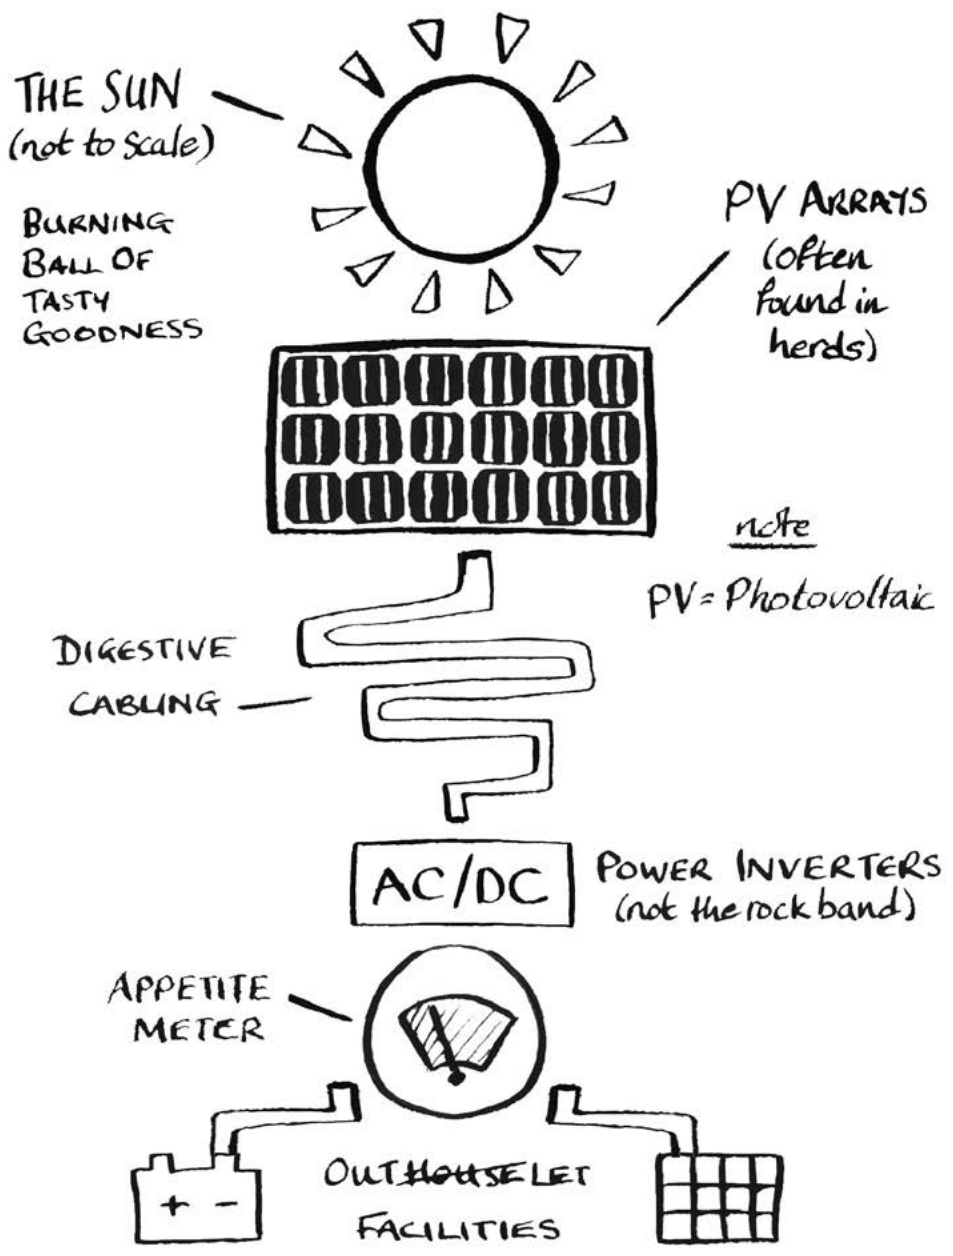 THE SUN
(not to scale)
BURNING
BALL OF
TASTY
GOODNESS
PV ARRAYS
(often
found in
herds)
note
PV = Photovoltaic
DIGESTIVE
CABLING
AC/DC
POWER INVERTERS
(not the rock band)
APPETITE
METER
+ -
OUTHOUSELET
FACILITIES